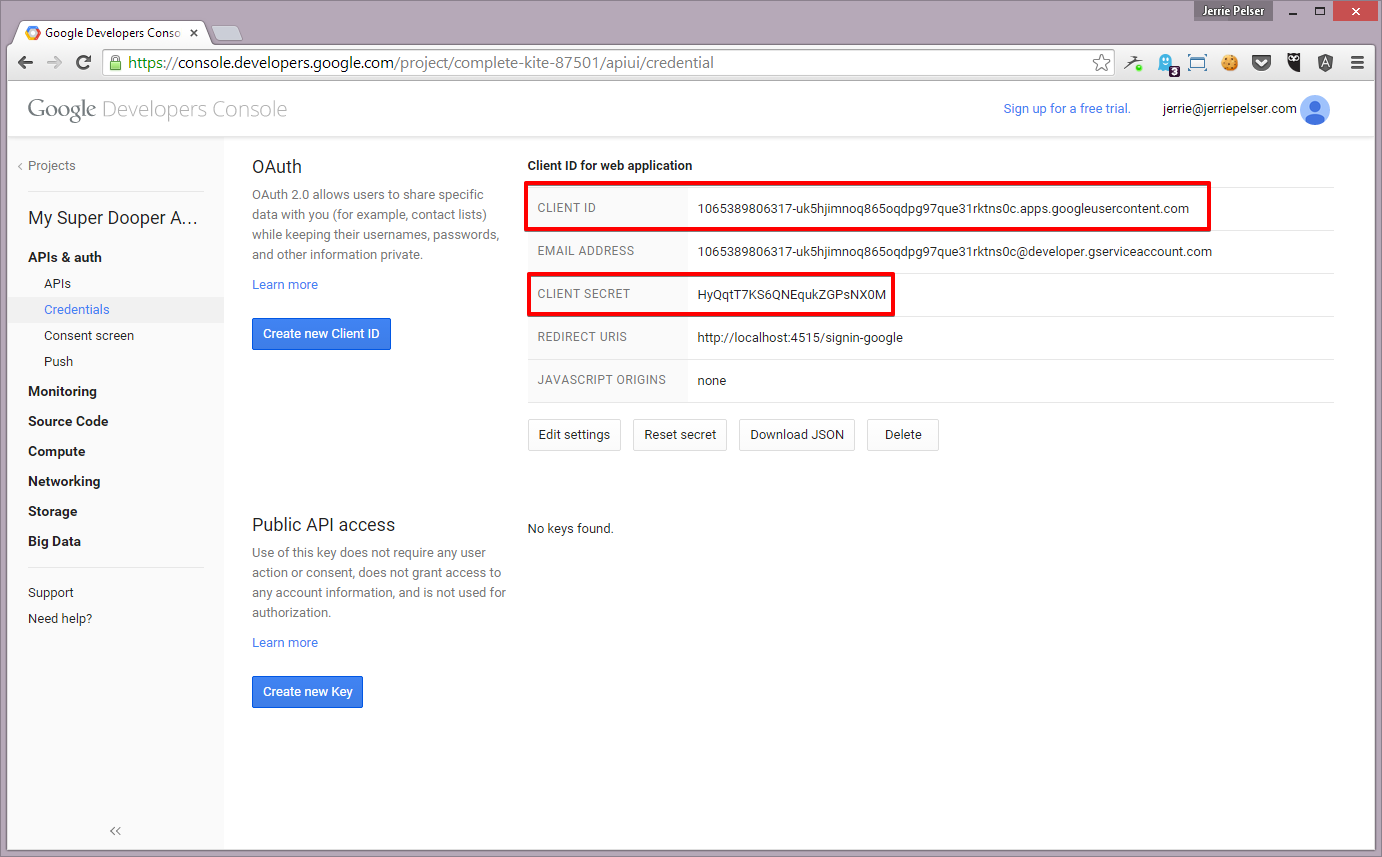 Jerrie Pelser
Google Developers Conso
https://console.developers.google.com/project/complete-kite-87501/apiui/credential
3
Google Developers Console
Sign up for a free trial.
jerrie@jerriepelser.com
Projects
My Super Dooper A...
APIs & auth
APIs
Credentials
Consent screen
Push
Monitoring
Source Code
Compute
Networking
Storage
Big Data
Support
Need help?
OAuth
OAuth 2.0 allows users to share specific
data with you (for example, contact lists)
while keeping their usernames, passwords,
and other information private.
Learn more
Create new Client ID
Client ID for web application
CLIENT ID 1065389806317-uk5hjimnoq865oqdpg97que31rktns0c.apps.googleusercontent.com
EMAIL ADDRESS 1065389806317-uk5hjimnoq865oqdpg97que31rktns0c@developer.gserviceaccount.com
CLIENT SECRET HyQqtT7KS6QNEqukZGPsNX0M
REDIRECT URIS http://localhost:4515/signin-google
JAVASCRIPT ORIGINS none
Edit settings Reset secret Download JSON Delete
Public API access
Use of this key does not require any user
action or consent, does not grant access to
any account information, and is not used for
authorization.
Learn more
Create new Key
No keys found.